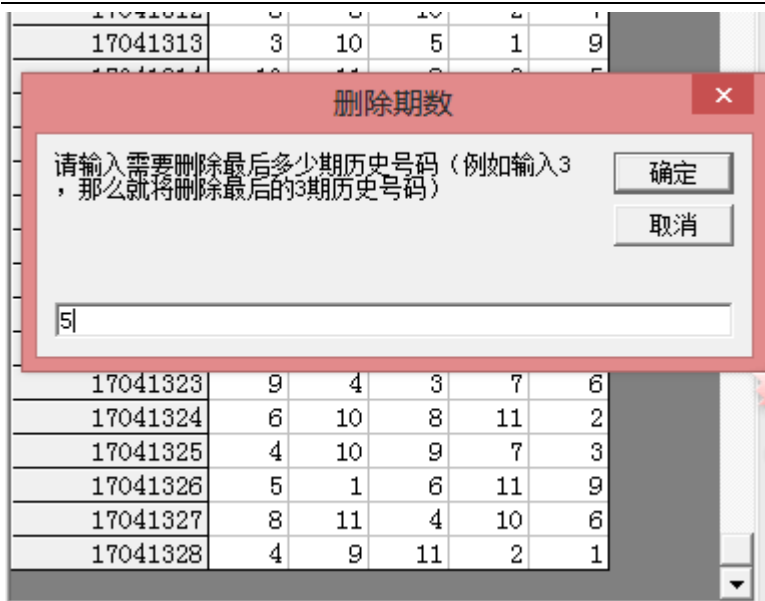 17041313 3 10 5 1 9
删除期数
请输入需要删除最后多少期历史号码（例如输入3
，那么就将删除最后的3期历史号码）
确定
取消
5
17041323 9 4 3 7 6
17041324 6 10 8 11 2
17041325 4 10 9 7 3
17041326 5 1 6 11 9
17041327 8 11 4 10 6
17041328 4 9 11 2 1